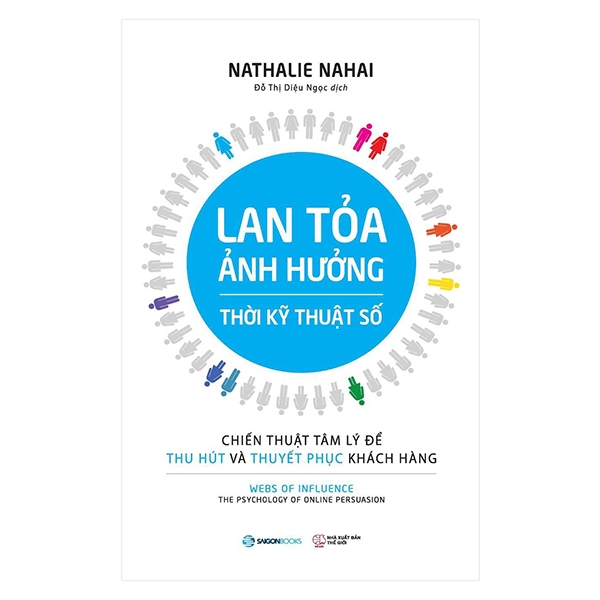 NATHALIE NAHAI
Đỗ Thị Diệu Ngọc dịch
LAN TỎA
ẢNH HƯỞNG
THỜI KỸ THUẬT SỐ
CHIẾN THUẬT TÂM LÝ ĐỂ
THU HÚT VÀ THUYẾT PHỤC KHÁCH HÀNG
WEBS OF INFLUENCE
THE PSYCHOLOGY OF ONLINE PERSUASION
SAIGONBOOKS
NHÀ XUẤT BẢN
THẾ GIỚI